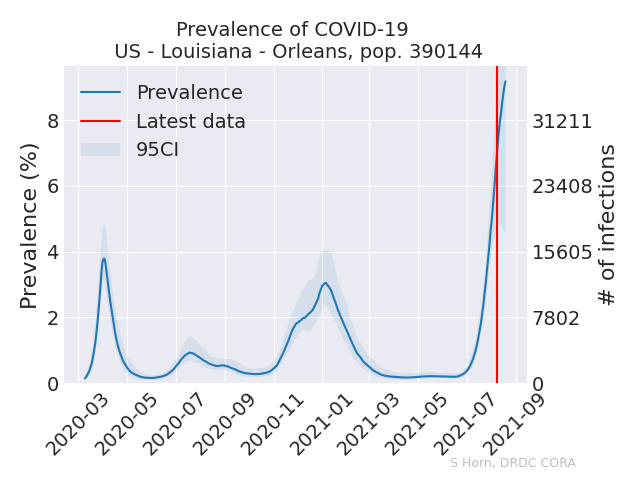 Prevalence of COVID-19
US - Louisiana - Orleans, pop. 390144
Prevalence
Latest data
95CI
Prevalence (%)
8
6
4
2
0
31211
23408
15605
7802
0
# of infections
2020-03
2020-05
2020-07
2020-09
2020-11
2021-01
2021-03
2021-05
2021-07
2021-09
S Horn, DRDC CORA